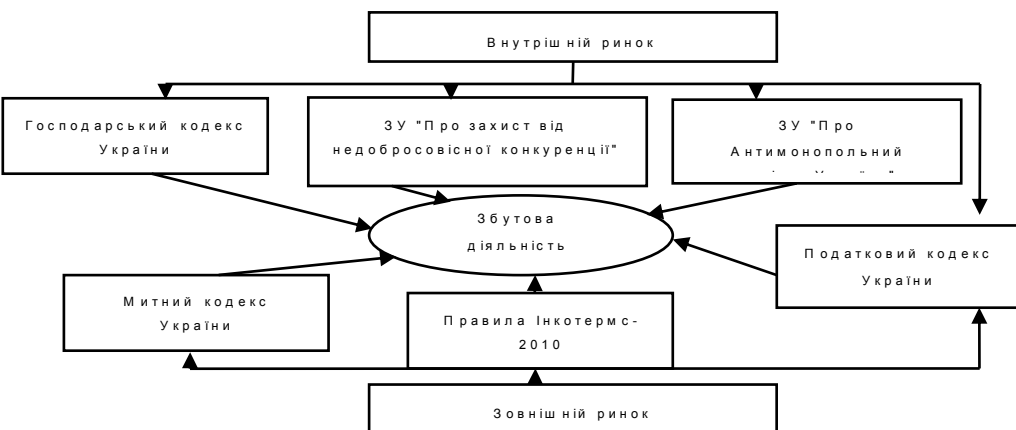 Внутрішній ринок
Господарський кодекс
України
ЗУ "Про захист від
недобросовісної конкуренції"
ЗУ "Про
Антимонопольний
Збутова
діяльність
Податковий кодекс
України
Митний кодекс
України
Правила Інкотермс-
2010
Зовнішній ринок